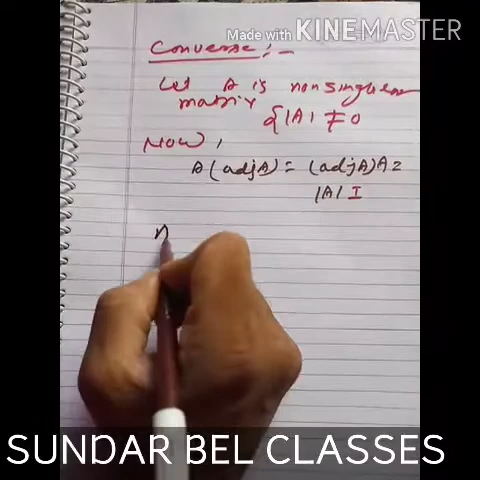 Made with KINEMASTER
Converse:-
Let A is nonsingular
matrix
{|A| ≠ 0
Now,
A(adjA) = (adjA)A =
|A| I
SUNDAR BEL CLASSES